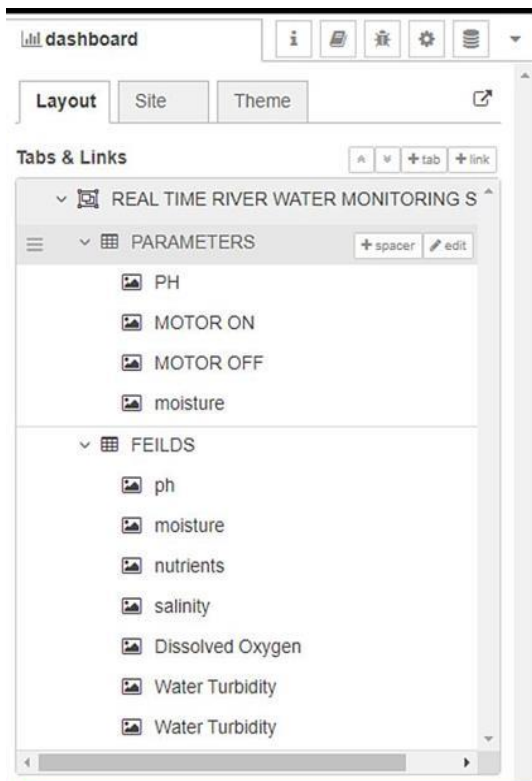 dashboard
i
Layout Site Theme
Tabs & Links
+tab +link
REAL TIME RIVER WATER MONITORING S
PARAMETERS
+spacer edit
PH
MOTOR ON
MOTOR OFF
moisture
FEILDS
ph
moisture
nutrients
salinity
Dissolved Oxygen
Water Turbidity
Water Turbidity